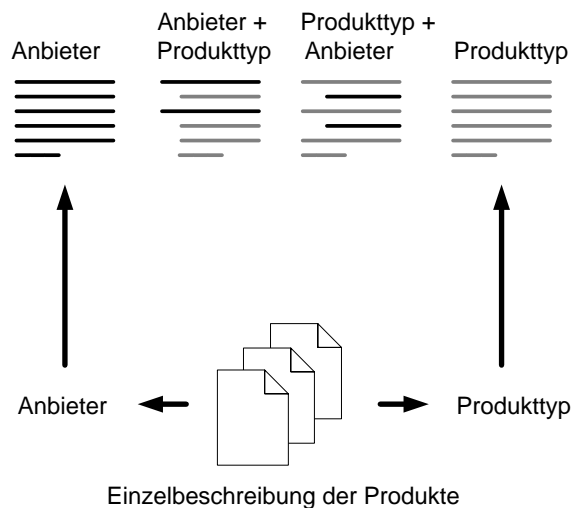 Anbieter
Anbieter +
Produkttyp
Produkttyp +
Anbieter
Produkttyp
Anbieter
Produkttyp
Einzelbeschreibung der Produkte